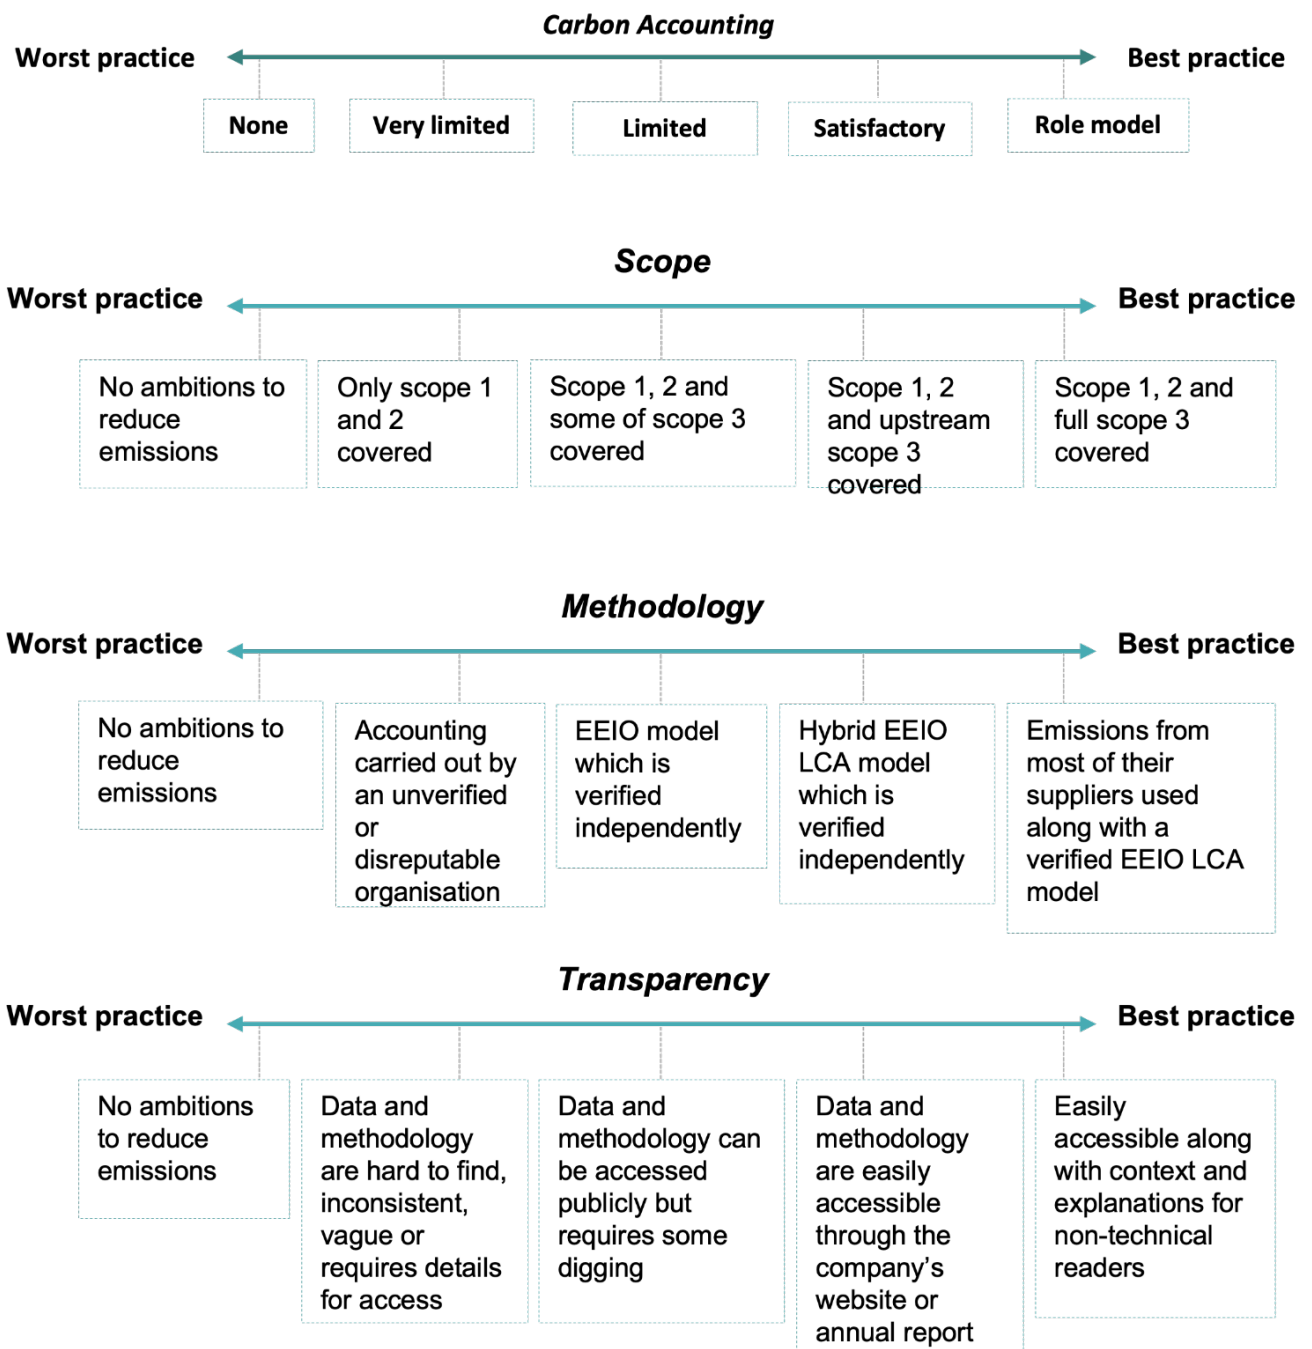 Carbon Accounting
Worst practice
Best practice
None
Very limited
Limited
Satisfactory
Role model
Scope
Worst practice
Best practice
No ambitions to
reduce
emissions
Only scope 1
and 2
covered
Scope 1, 2 and
some of scope 3
covered
Scope 1, 2
and upstream
scope 3
covered
Scope 1, 2 and
full scope 3
covered
Methodology
Worst practice
Best practice
No ambitions to
reduce
emissions
Accounting
carried out by
an unverified
or
disreputable
organisation
EEIO model
which is
verified
independently
Hybrid EEIO
LCA model
which is
verified
independently
Emissions from
most of their
suppliers used
along with a
verified EEIO LCA
model
Transparency
Worst practice
Best practice
No ambitions
to reduce
emissions
Data and
methodology
are hard to find,
inconsistent,
vague or
requires details
for access
Data and
methodology can
be accessed
publicly but
requires some
digging
Data and
methodology
are easily
accessible
through the
company’s
website or
annual report
Easily
accessible along
with context and
explanations for
non-technical
readers